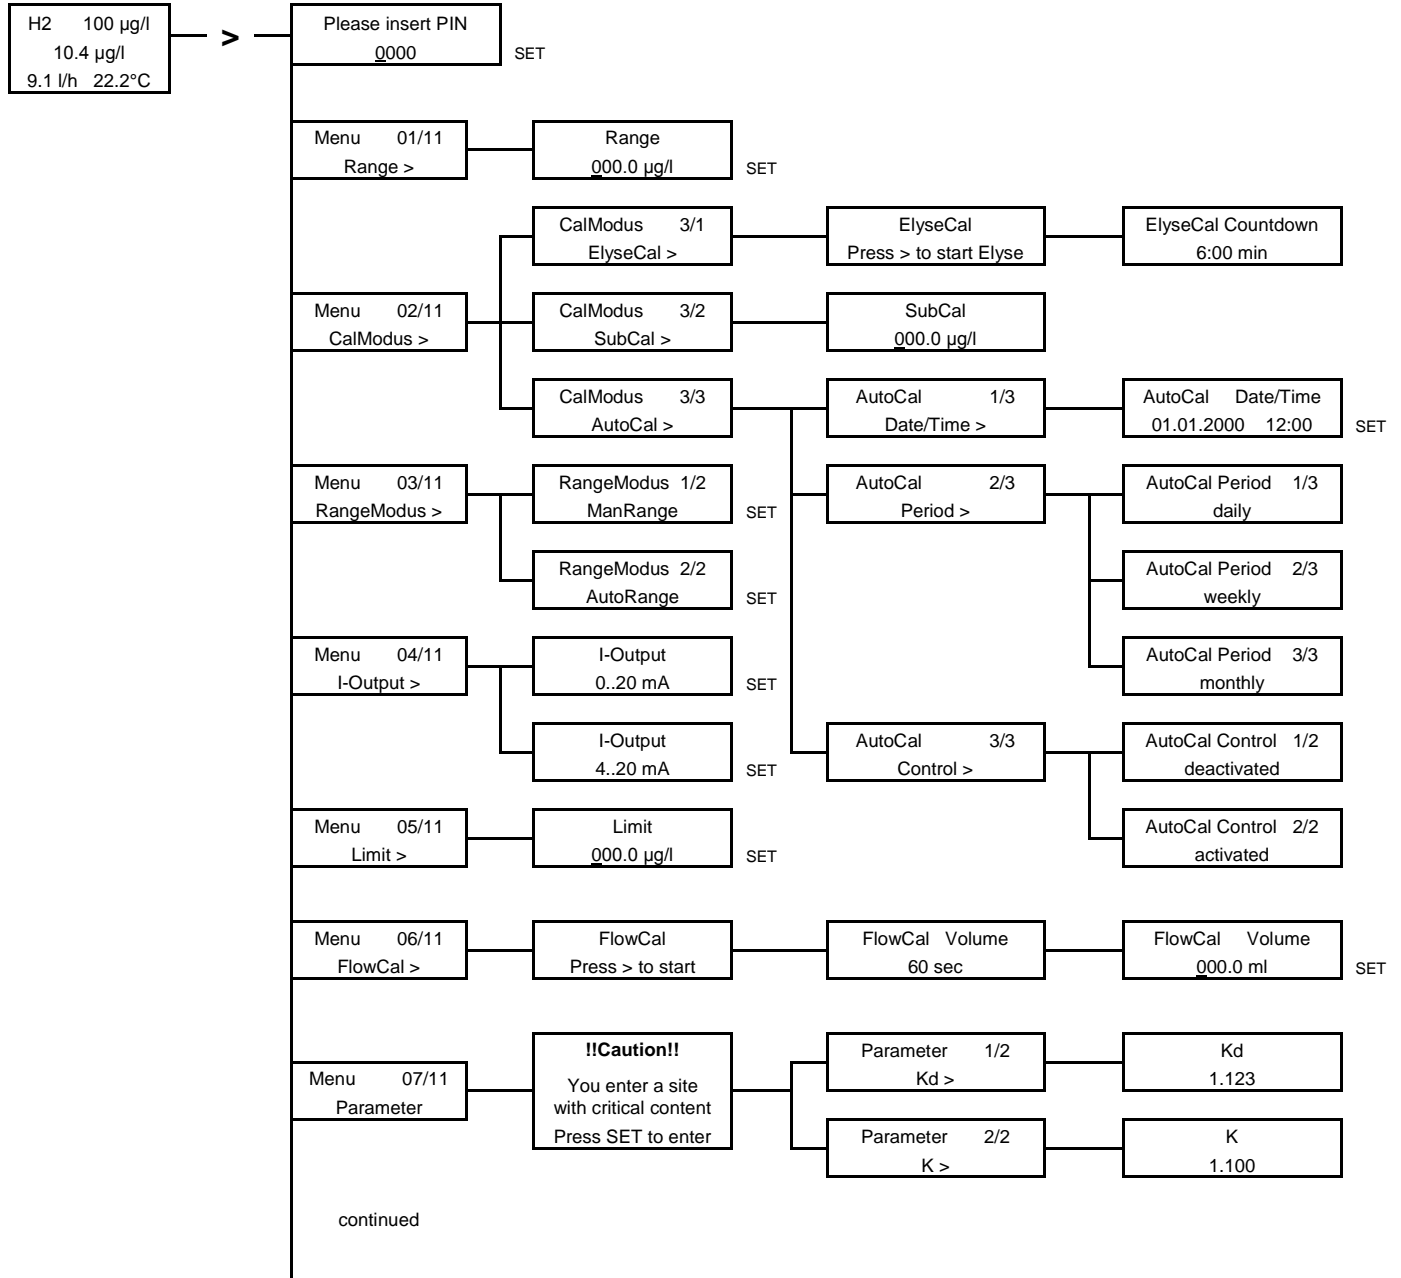 H2 100 µg/l
10.4 µg/l
9.1 l/h 22.2°C
>
Please insert PIN
0000
SET
Menu 01/11
Range >
Range
000.0 µg/l
SET
Menu 02/11
CalModus >
CalModus 3/1
ElyseCal >
ElyseCal
Press > to start Elyse
ElyseCal Countdown
6:00 min
CalModus 3/2
SubCal >
SubCal
000.0 µg/l
CalModus 3/3
AutoCal >
AutoCal 1/3
Date/Time >
AutoCal Date/Time
01.01.2000 12:00
SET
Menu 03/11
RangeModus >
RangeModus 1/2
ManRange
SET
RangeModus 2/2
AutoRange
SET
AutoCal 2/3
Period >
AutoCal Period 1/3
daily
AutoCal Period 2/3
weekly
AutoCal Period 3/3
monthly
Menu 04/11
I-Output >
I-Output
0..20 mA
SET
I-Output
4..20 mA
SET
AutoCal 3/3
Control >
AutoCal Control 1/2
deactivated
AutoCal Control 2/2
activated
Menu 05/11
Limit >
Limit
000.0 µg/l
SET
Menu 06/11
FlowCal >
FlowCal
Press > to start
FlowCal Volume
60 sec
FlowCal Volume
000.0 ml
SET
Menu 07/11
Parameter
!!Caution!!
You enter a site
with critical content
Press SET to enter
Parameter 1/2
Kd >
Kd
1.123
Parameter 2/2
K >
K
1.100
continued